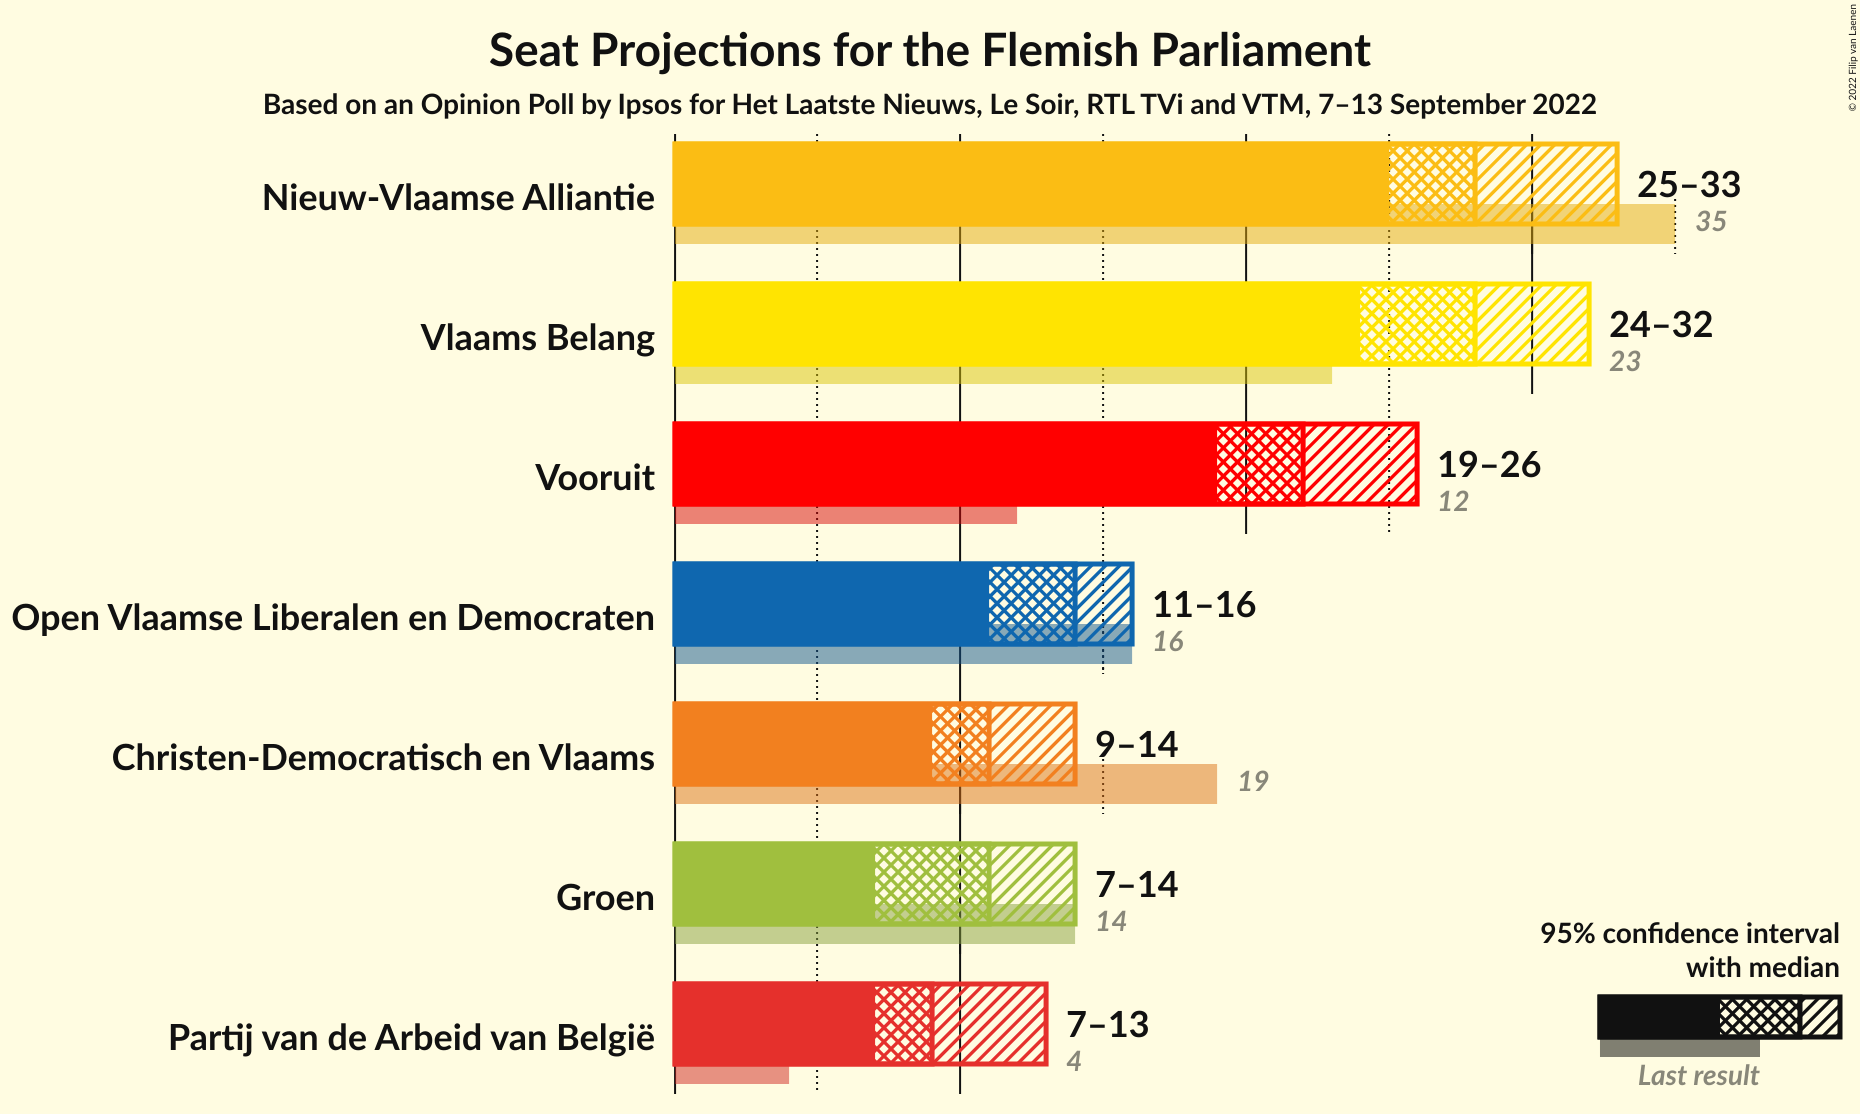 Seat Projections for the Flemish Parliament
Based on an Opinion Poll by Ipsos for Het Laatste Nieuws, Le Soir, RTL TVi and VTM, 7–13 September 2022
© 2022 Filip van Laenen
Nieuw-Vlaamse Alliantie
25–33
35
Vlaams Belang
24–32
23
Vooruit
19–26
12
Open Vlaamse Liberalen en Democraten
11–16
16
Christen-Democratisch en Vlaams
9–14
19
Groen
7–14
14
Partij van de Arbeid van België
7–13
4
95% confidence interval
with median
Last result